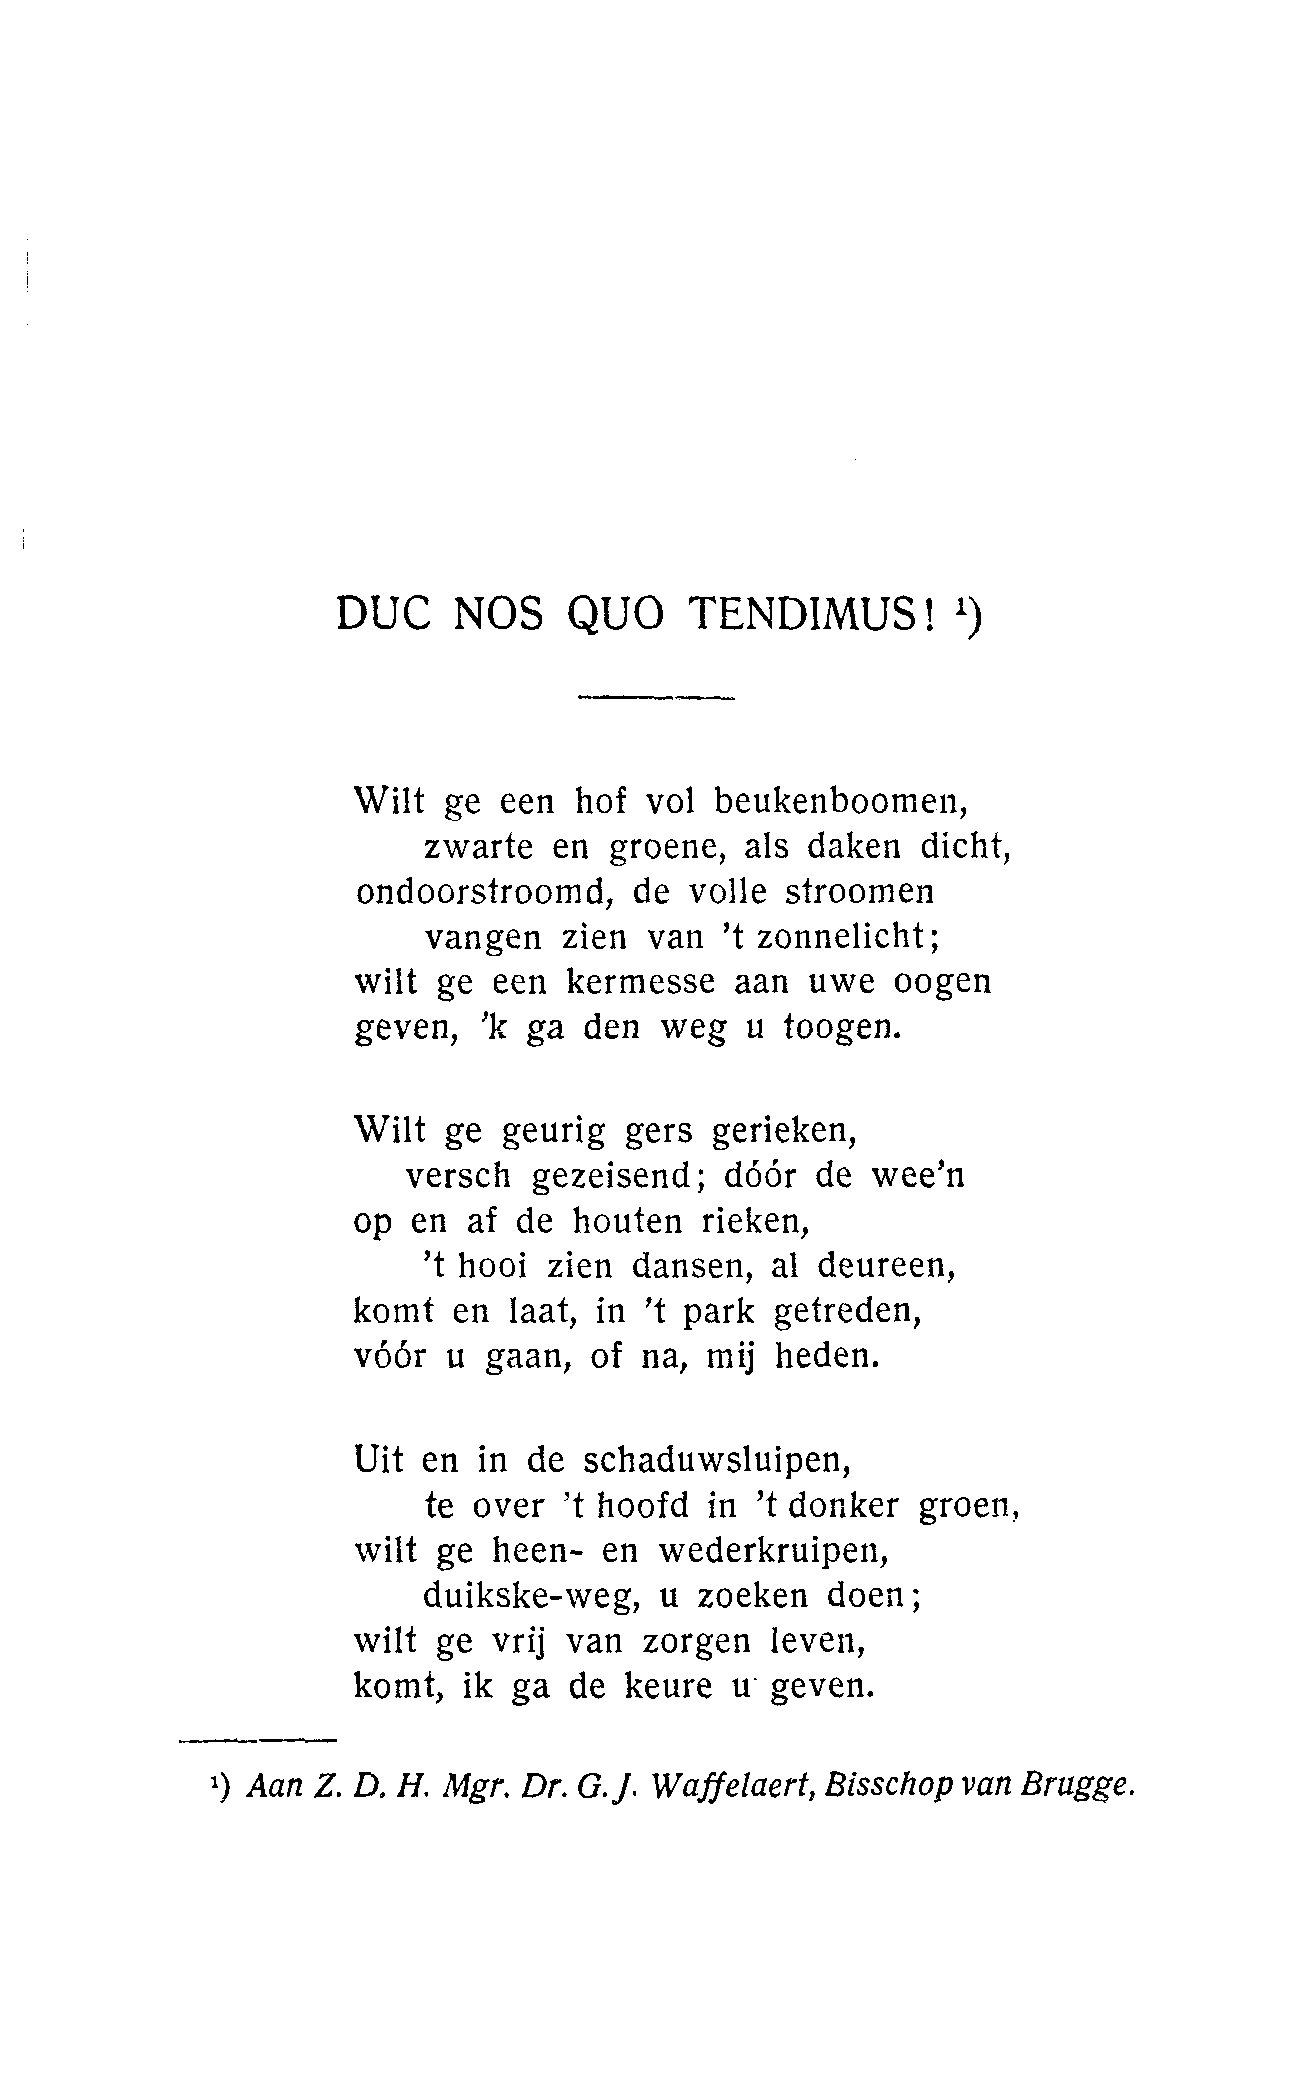 DUC NOS QUO TENDIMUS! ¹)
Wilt ge een hof vol beukenboomen,
zwarte en groene, als daken dicht,
ondoorstroomd, de volle stroomen
vangen zien van 't zonnelicht;
wilt ge een kermesse aan uwe oogen
geven, 'k ga den weg u toogen.
Wilt ge geurig gers gerieken,
versch gezeisend; dóór de wee'n
op en af de houten rieken,
't hooi zien dansen, al deureen,
komt en laat, in 't park getreden,
vóór u gaan, of na, mij heden.
Uit en in de schaduwsluipen,
te over 't hoofd in 't donker groen,
wilt ge heen- en wederkruipen,
duikske-weg, u zoeken doen;
wilt ge vrij van zorgen leven,
komt, ik ga de keure u geven.
¹) Aan Z. D. H. Mgr. Dr. G. J. Waffelaert, Bisschop van Brugge.